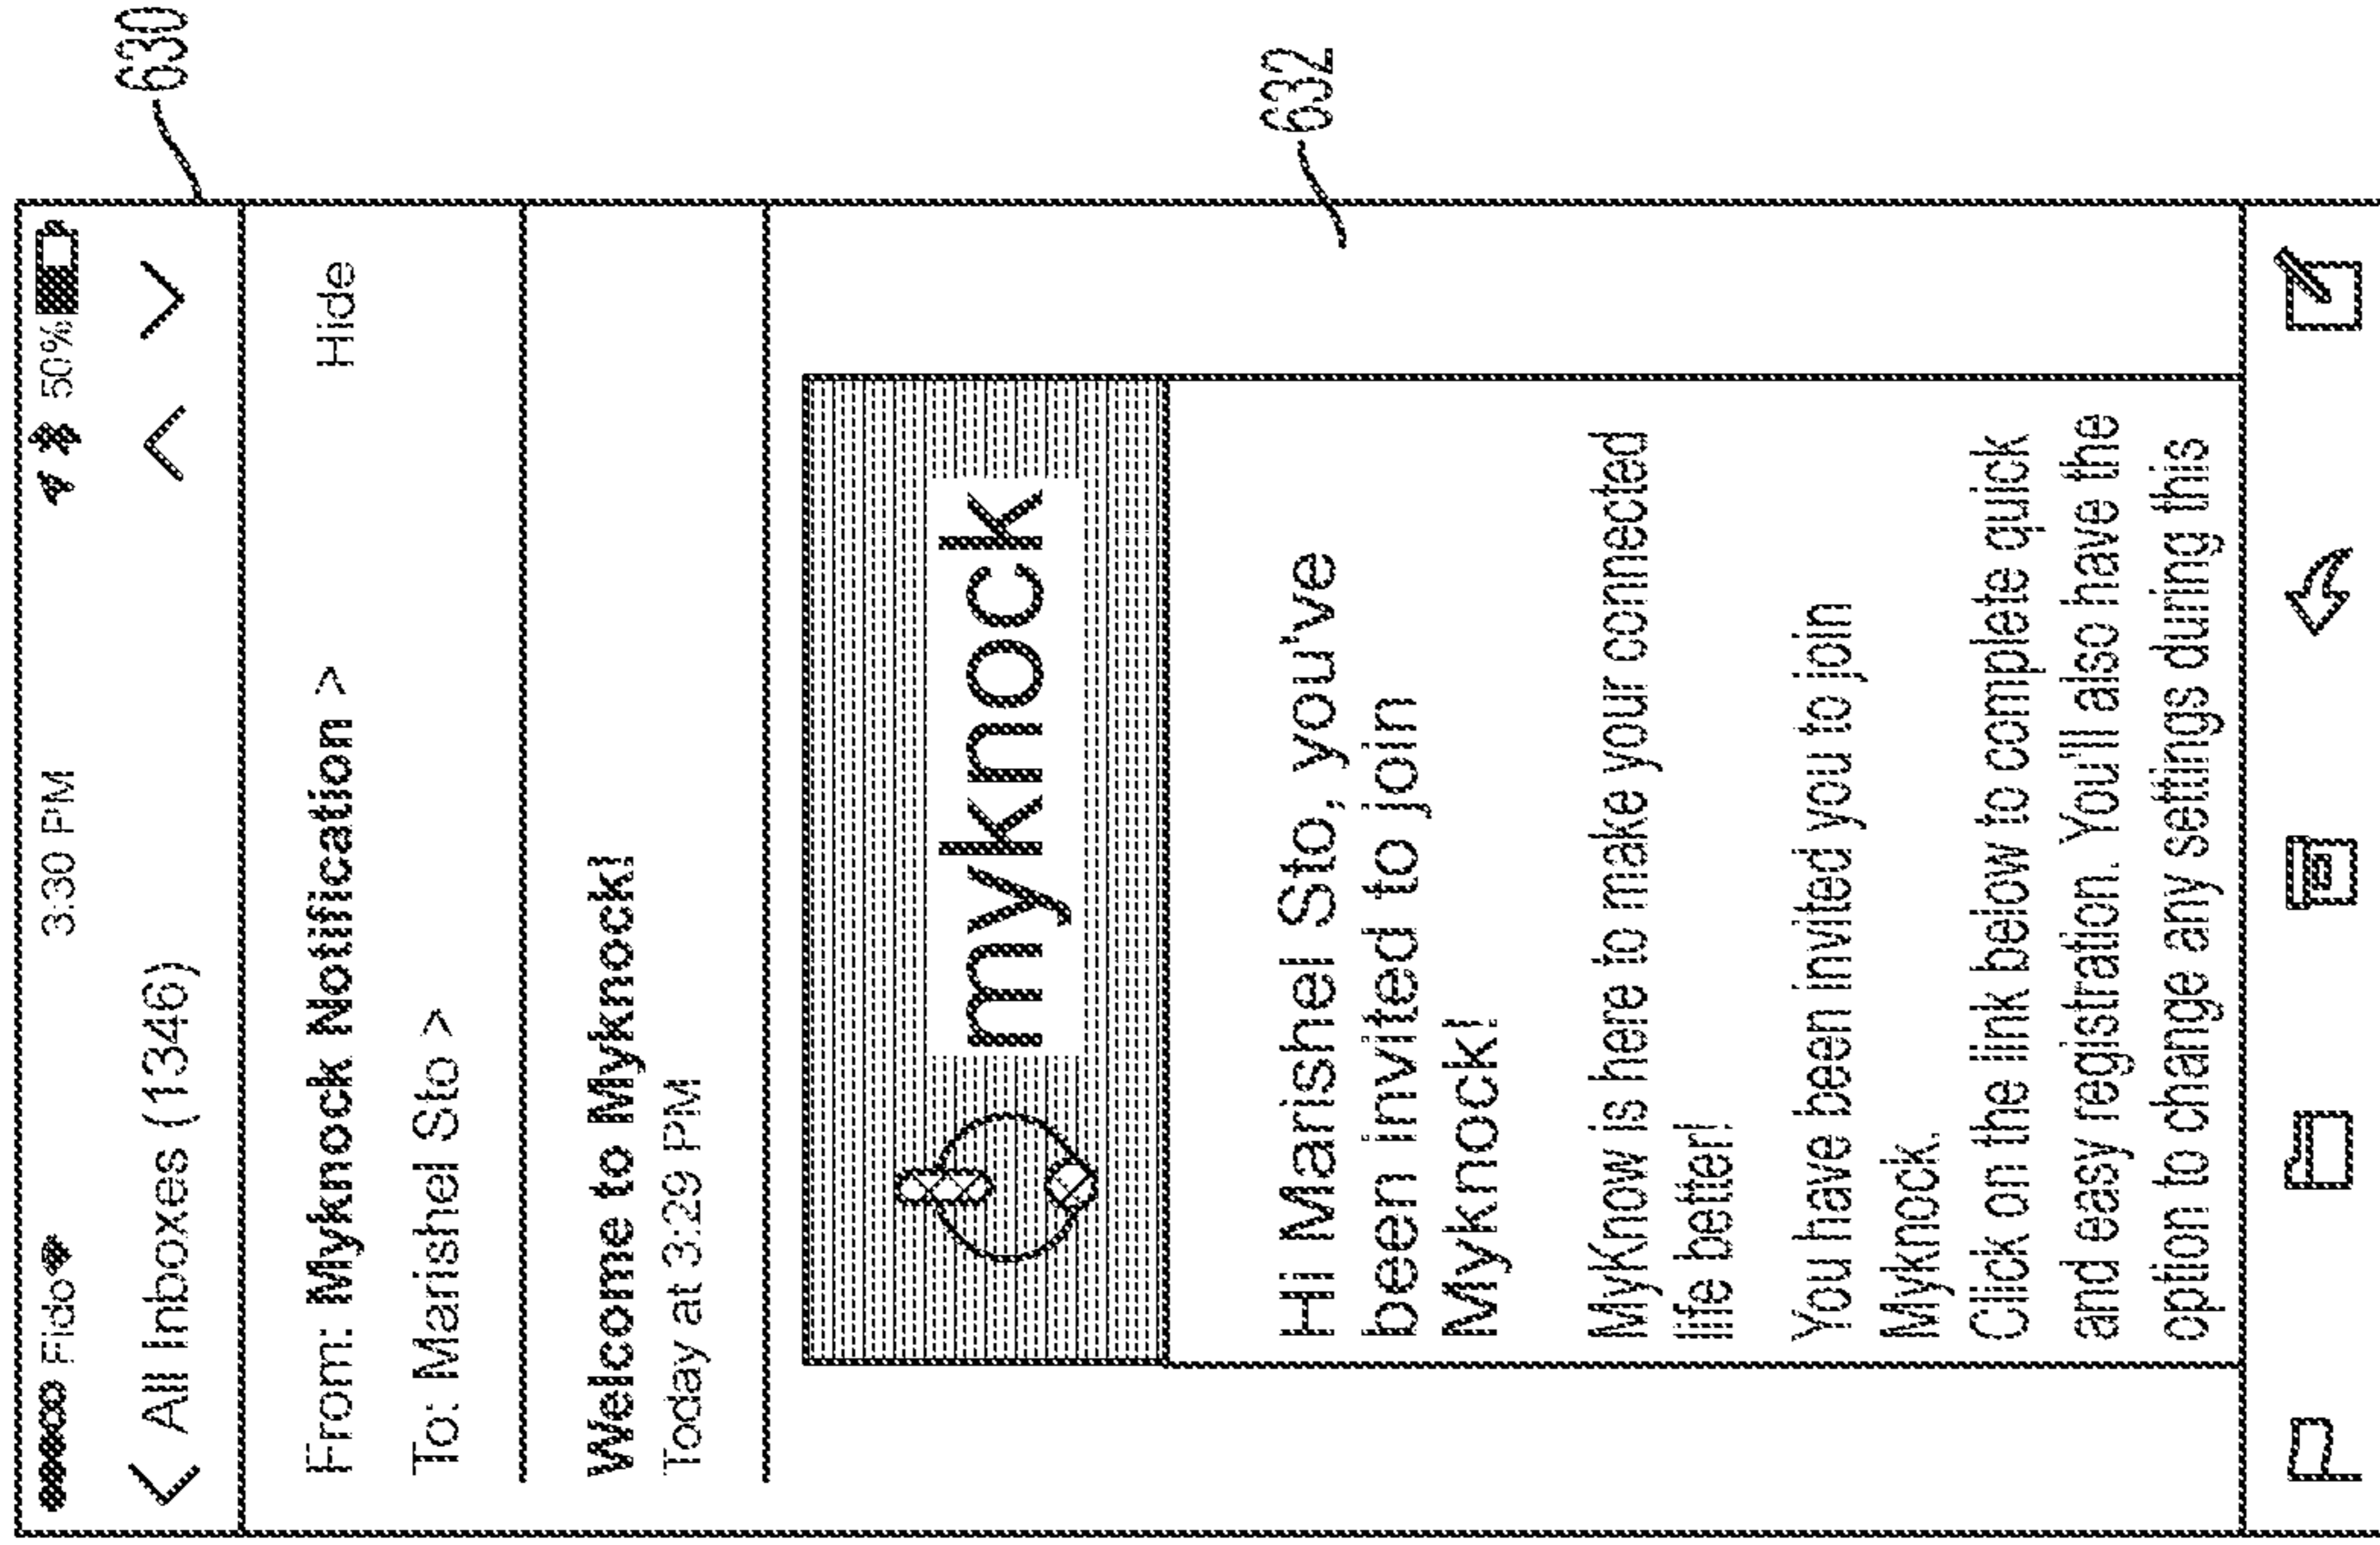 Fido 3:30 PM 50%
All Inboxes (1346)
630
From: Myknock Notification > Hide
To: Marishel Sto >
Welcome to Myknock!
Today at 3:29 PM
myknock
632
Hi Marishel Sto, you've
been invited to join
Myknock!
MyKnow is here to make your connected
life better!
You have been invited you to join
Myknock.
Click on the link below to complete quick
and easy registration. You'll also have the
option to change any settings during this